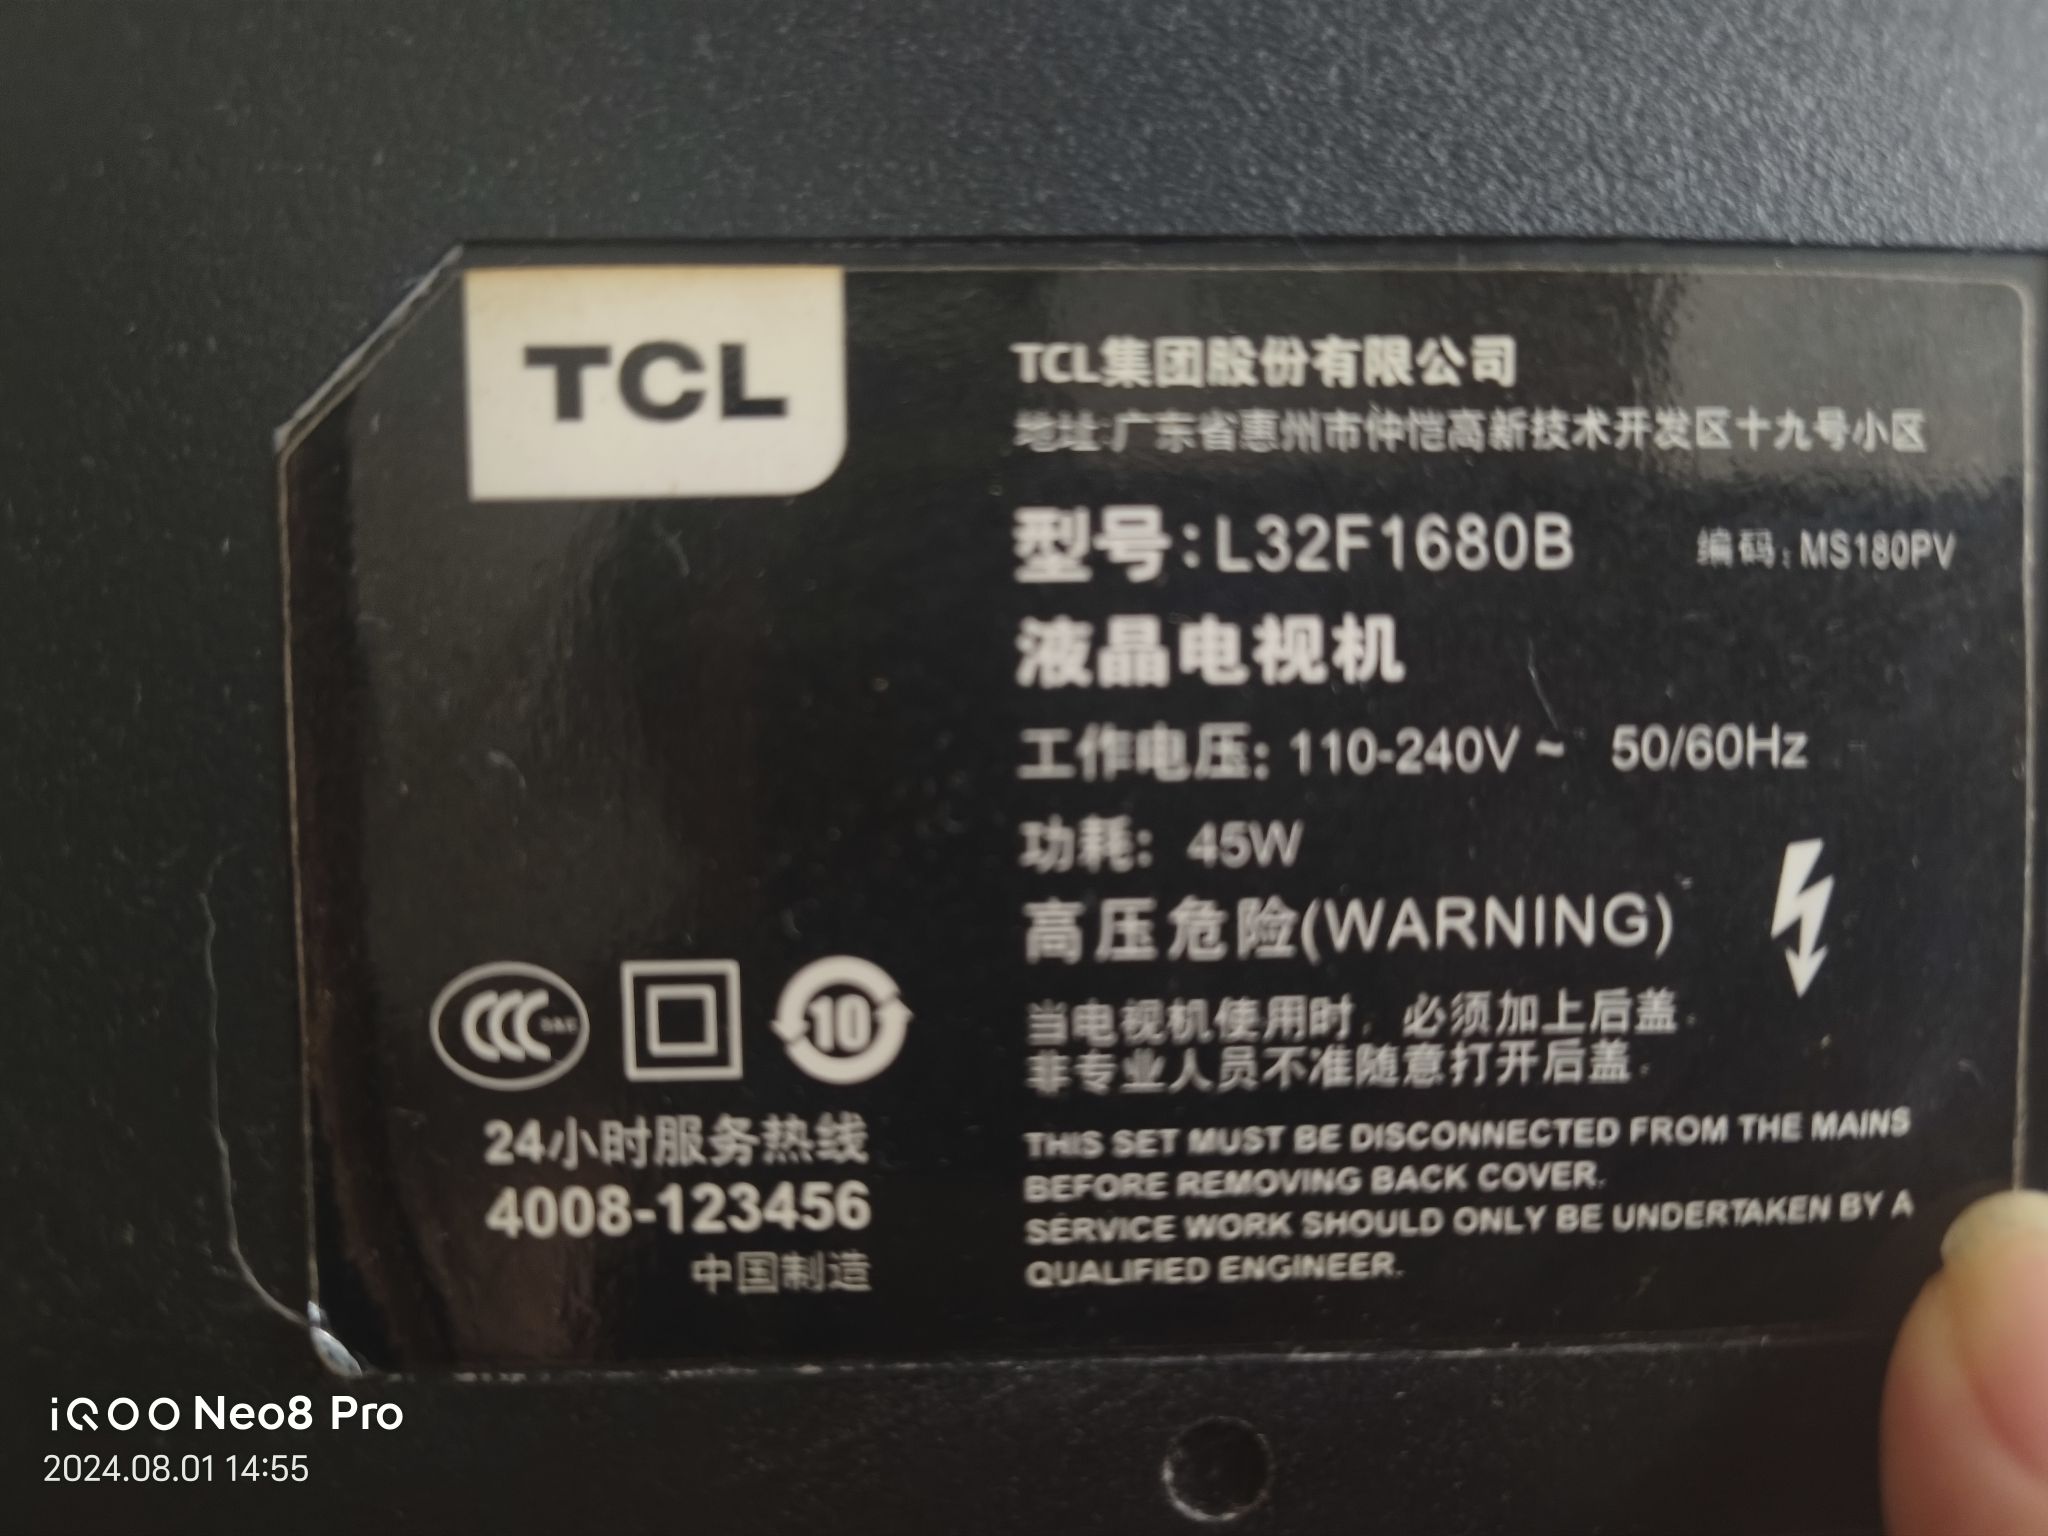 TCL
TCL集团股份有限公司
地址:广东省惠州市仲恺高新技术开发区十九号小区
型号:L32F1680B 编码:MS180PV
液晶电视机
工作电压: 110-240V ~ 50/60Hz
功耗: 45W
高压危险(WARNING)
当电视机使用时，必须加上后盖。
非专业人员不准随意打开后盖。
THIS SET MUST BE DISCONNECTED FROM THE MAINS
BEFORE REMOVING BACK COVER.
SERVICE WORK SHOULD ONLY BE UNDERTAKEN BY A
QUALIFIED ENGINEER.
CCC
10
24小时服务热线
4008-123456
中国制造
iQOO Neo8 Pro
2024.08.01 14:55